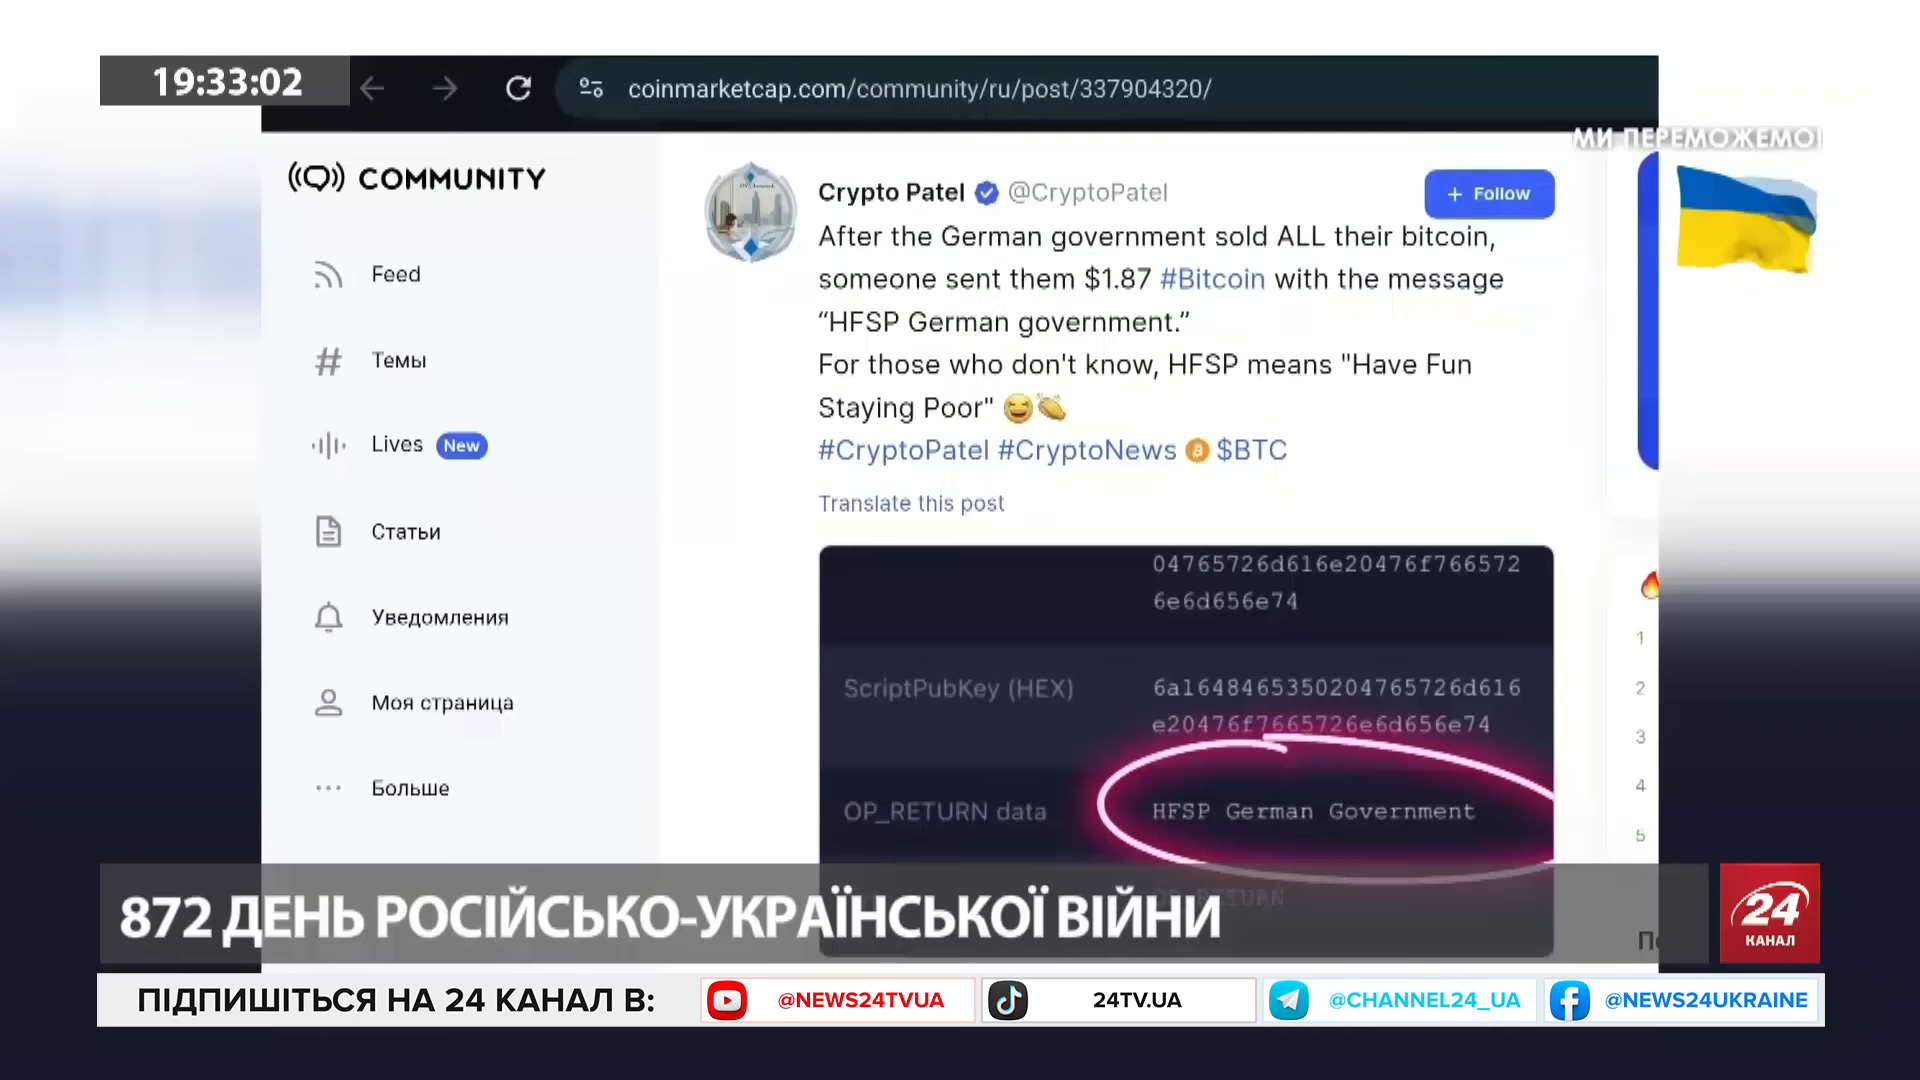 19:33:02
coinmarketcap.com/community/ru/post/337904320/
МИ ПЕРЕМОЖЕМО!
COMMUNITY
Feed
Темы
Lives New
Статьи
Уведомления
Моя страница
Больше
Crypto Patel @CryptoPatel
+ Follow
After the German government sold ALL their bitcoin,
someone sent them $1.87 #Bitcoin with the message
“HFSP German government.”
For those who don't know, HFSP means "Have Fun
Staying Poor" 😆👏
#CryptoPatel #CryptoNews $BTC
Translate this post
04765726d616e20476f766572
6e6d656e74
ScriptPubKey (HEX)
6a1648465350204765726d616
e20476f7665726e6d656e74
OP_RETURN data
HFSP German Government
OP_RETURN
1
2
3
4
5
872 ДЕНЬ РОСІЙСЬКО-УКРАЇНСЬКОЇ ВІЙНИ
24
КАНАЛ
ПІДПИШІТЬСЯ НА 24 КАНАЛ В:
@NEWS24TVUA
24TV.UA
@CHANNEL24_UA
@NEWS24UKRAINE